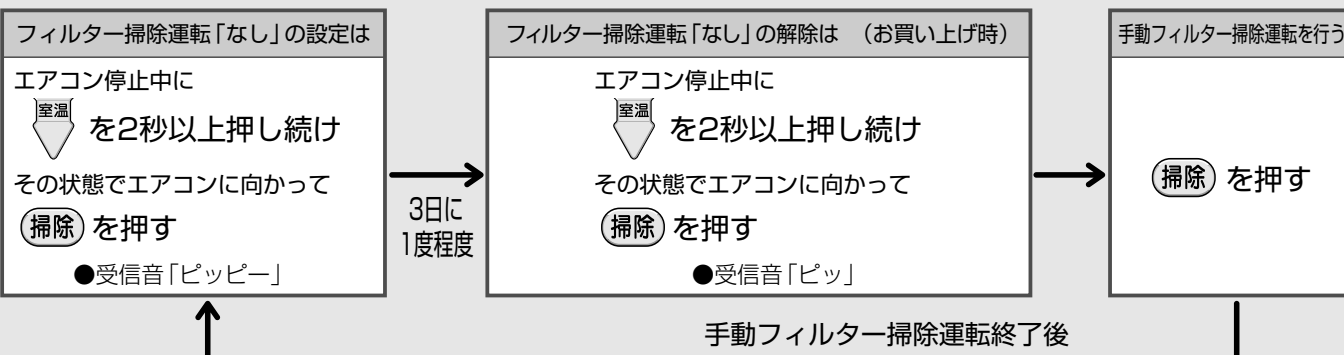 フィルター掃除運転「なし」の設定は
エアコン停止中に
室温 を2秒以上押し続け
その状態でエアコンに向かって
掃除 を押す
●受信音「ピッピー」
3日に
1度程度
フィルター掃除運転「なし」の解除は （お買い上げ時）
エアコン停止中に
室温 を2秒以上押し続け
その状態でエアコンに向かって
掃除 を押す
●受信音「ピッ」
手動フィルター掃除運転を行う
掃除 を押す
手動フィルター掃除運転終了後